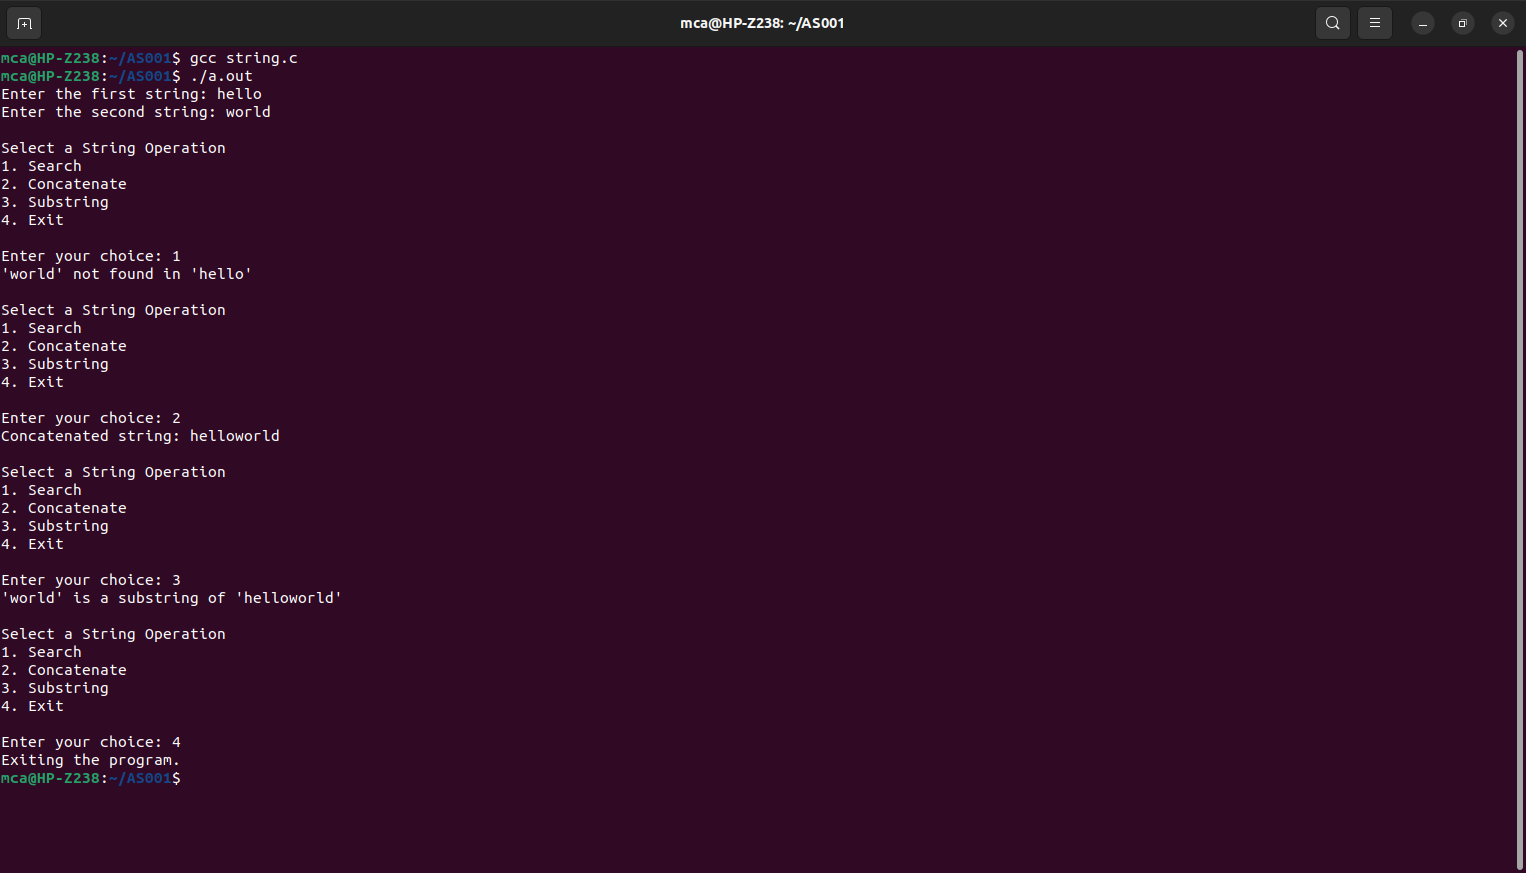 mca@HP-Z238: ~/AS001
mca@HP-Z238:~/AS001$ gcc string.c
mca@HP-Z238:~/AS001$ ./a.out
Enter the first string: hello
Enter the second string: world
Select a String Operation
1. Search
2. Concatenate
3. Substring
4. Exit
Enter your choice: 1
'world' not found in 'hello'
Select a String Operation
1. Search
2. Concatenate
3. Substring
4. Exit
Enter your choice: 2
Concatenated string: helloworld
Select a String Operation
1. Search
2. Concatenate
3. Substring
4. Exit
Enter your choice: 3
'world' is a substring of 'helloworld'
Select a String Operation
1. Search
2. Concatenate
3. Substring
4. Exit
Enter your choice: 4
Exiting the program.
mca@HP-Z238:~/AS001$